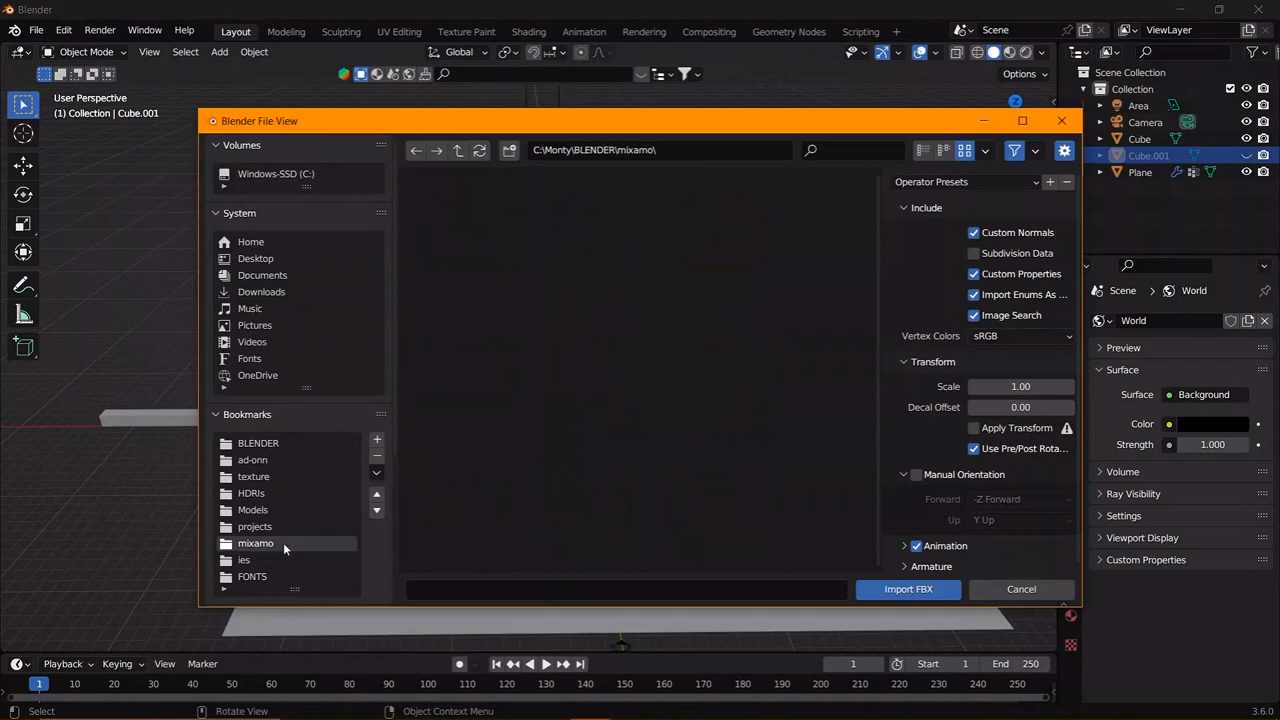 Blender
File Edit Render Window Help Layout Modeling Sculpting UV Editing Texture Paint Shading Animation Rendering Compositing Geometry Nodes Scripting + Scene ViewLayer
Object Mode View Select Add Object Global
Options
User Perspective
(1) Collection | Cube.001
Scene Collection
Collection
Area
Camera
Cube
Cube.001
Plane
Blender File View
Volumes
Windows-SSD (C:)
System
Home
Desktop
Documents
Downloads
Music
Pictures
Videos
Fonts
OneDrive
Bookmarks
BLENDER
ad-onn
texture
HDRIs
Models
projects
mixamo
ies
FONTS
C:\Monty\BLENDER\mixamo\
Operator Presets
Include
Custom Normals
Subdivision Data
Custom Properties
Import Enums As ...
Image Search
Vertex Colors sRGB
Transform
Scale 1.00
Decal Offset 0.00
Apply Transform
Use Pre/Post Rota...
Manual Orientation
Forward -Z Forward
Up Y Up
Animation
Armature
Import FBX Cancel
Scene World
World
Preview
Surface
Surface Background
Color
Strength 1.000
Volume
Ray Visibility
Settings
Viewport Display
Custom Properties
Playback Keying View Marker 1 Start 1 End 250
1 10 20 30 40 50 60 70 80 90 100 110 120 130 140 150 160 170 180 190 200 210 220 230 240 250
Select Rotate View Object Context Menu 3.6.0